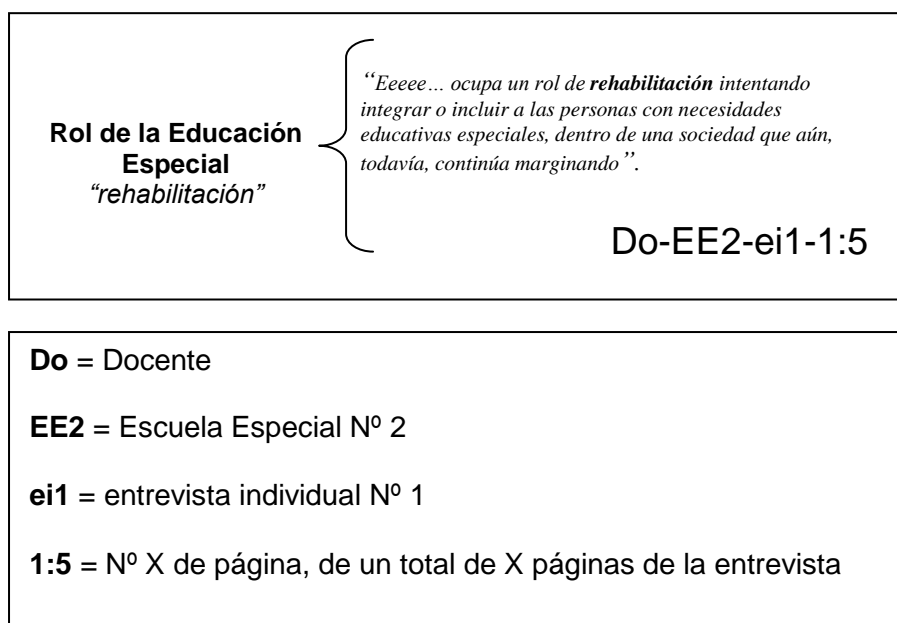 Rol de la Educación
Especial
“rehabilitación”
“Eeeee… ocupa un rol de rehabilitación intentando
integrar o incluir a las personas con necesidades
educativas especiales, dentro de una sociedad que aún,
todavía, continúa marginando”.
Do-EE2-ei1-1:5
Do = Docente
EE2 = Escuela Especial Nº 2
ei1 = entrevista individual Nº 1
1:5 = Nº X de página, de un total de X páginas de la entrevista